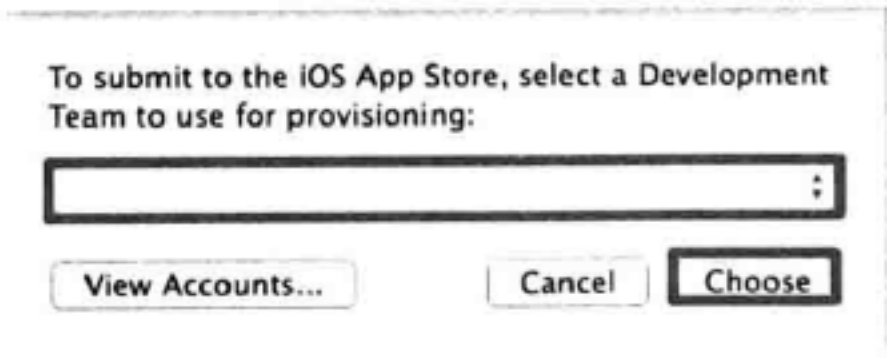 To submit to the iOS App Store, select a Development
Team to use for provisioning:
View Accounts...
Cancel
Choose